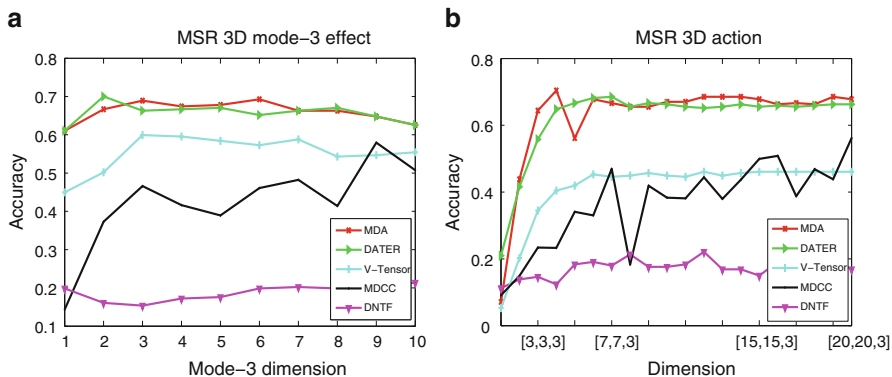 a
MSR 3D mode−3 effect
0.8
0.7
0.6
0.5
0.4
0.3
0.2
0.1
Accuracy
MDA
DATER
V−Tensor
MDCC
DNTF
1 2 3 4 5 6 7 8 9 10
Mode−3 dimension
b
MSR 3D action
0.8
0.6
0.4
0.2
0
Accuracy
MDA
DATER
V−Tensor
MDCC
DNTF
[3,3,3] [7,7,3] [15,15,3] [20,20,3]
Dimension